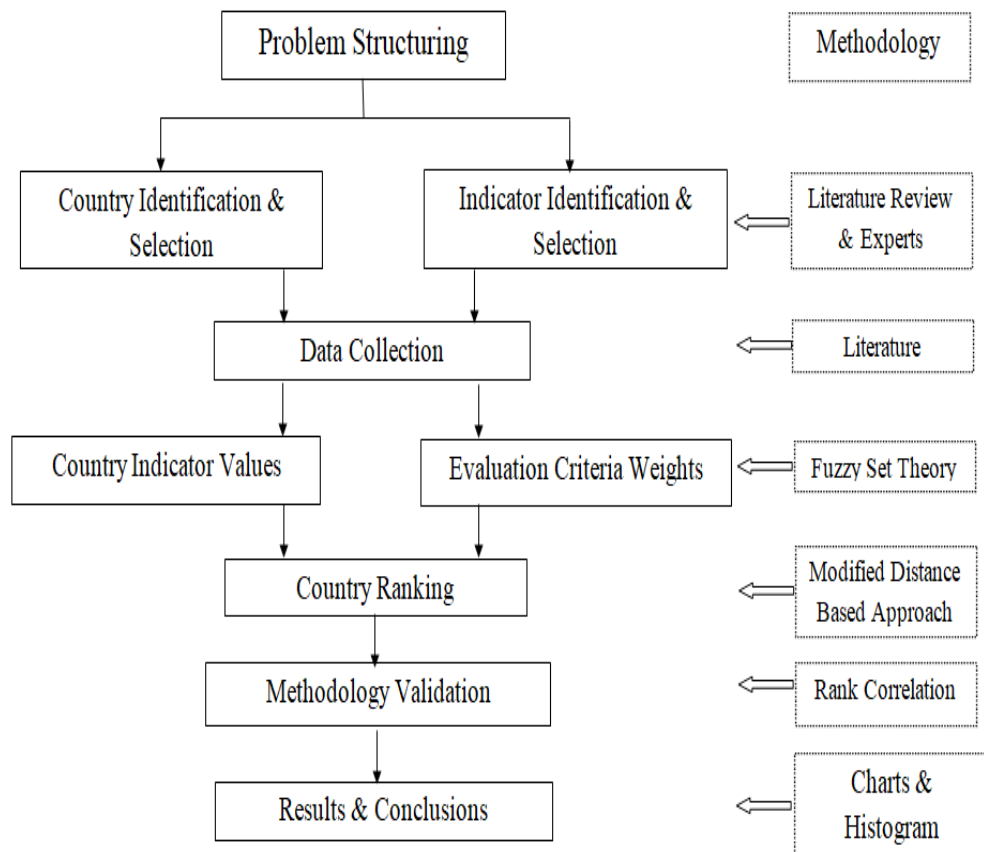 Problem Structuring
Methodology
Country Identification &
Selection
Indicator Identification &
Selection
Literature Review
& Experts
Data Collection
Literature
Country Indicator Values
Evaluation Criteria Weights
Fuzzy Set Theory
Country Ranking
Modified Distance
Based Approach
Methodology Validation
Rank Correlation
Results & Conclusions
Charts &
Histogram